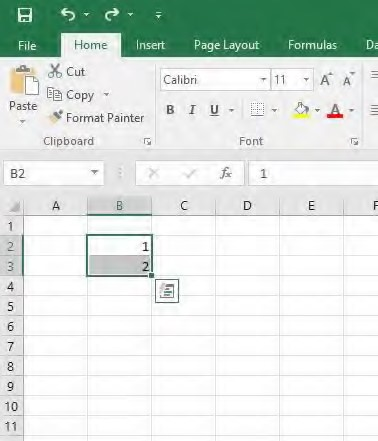 File Home Insert Page Layout Formulas Da
Cut
Copy
Format Painter
Paste
Clipboard
Calibri 11 A A
B I U A
Font
B2 fx 1
A B C D E F
1
2 1
3 2
4
5
6
7
8
9
10
11